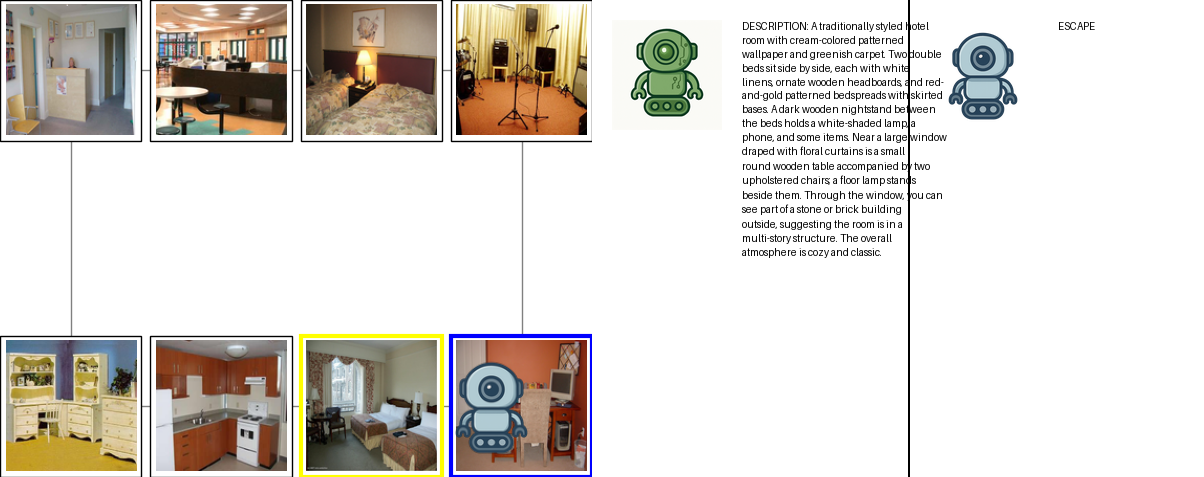 DESCRIPTION: A traditionally styled hotel
room with cream-colored patterned
wallpaper and greenish carpet. Two double
beds sit side by side, each with white
linens, ornate wooden headboards, and red-
and-gold patterned bedspreads with skirted
bases. A dark wooden nightstand between
the beds holds a white-shaded lamp, a
phone, and some items. Near a large window
draped with floral curtains is a small
round wooden table accompanied by two
upholstered chairs; a floor lamp stands
beside them. Through the window, you can
see part of a stone or brick building
outside, suggesting the room is in a
multi-story structure. The overall
atmosphere is cozy and classic.
ESCAPE